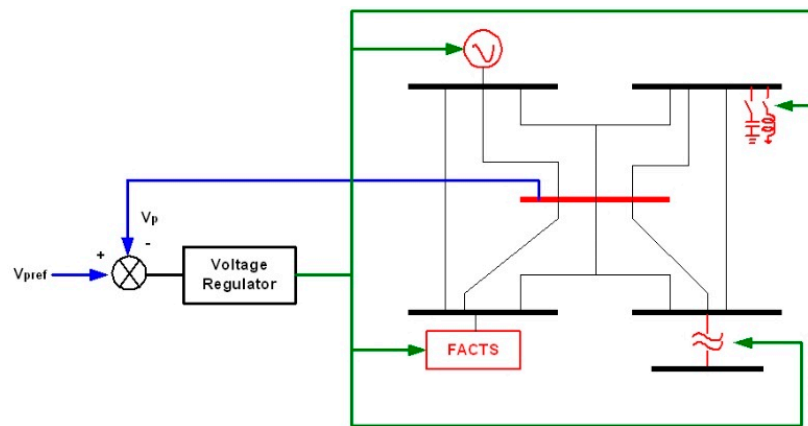 Vp
+
-
Vpref
Voltage
Regulator
FACTS